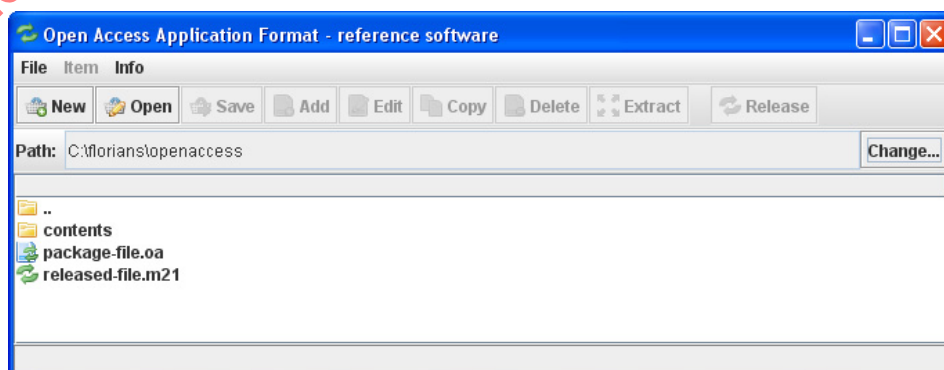 Open Access Application Format - reference software
File Item Info
New Open Save Add Edit Copy Delete Extract Release
Path: C:\florians\openaccess Change...
..
contents
package-file.oa
released-file.m21